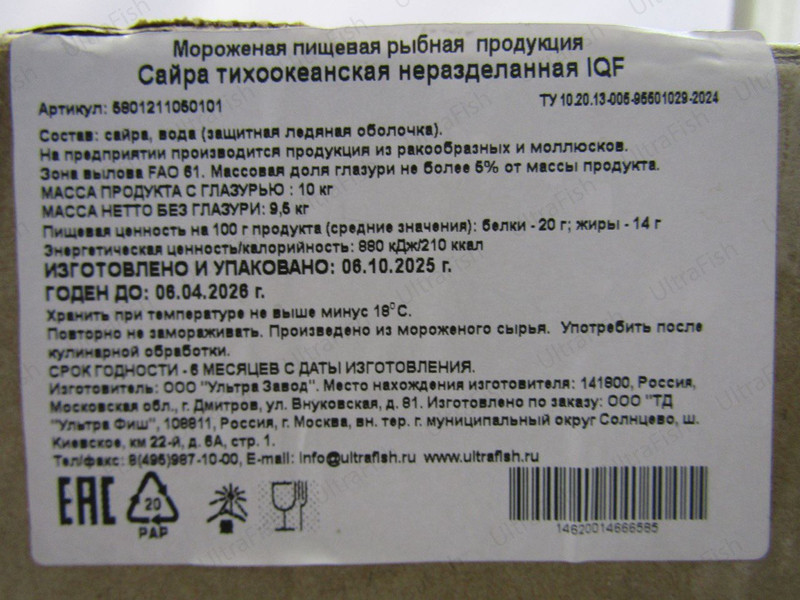 Мороженая пищевая рыбная продукция
Сайра тихоокеанская неразделанная IQF
Артикул: 5801211050101
ТУ 10.20.13-005-95501029-2024
Состав: сайра, вода (защитная ледяная оболочка).
На предприятии производится продукция из ракообразных и моллюсков.
Зона вылова FAO 61. Массовая доля глазури не более 5% от массы продукта.
МАССА ПРОДУКТА С ГЛАЗУРЬЮ : 10 кг
МАССА НЕТТО БЕЗ ГЛАЗУРИ: 9,5 кг
Пищевая ценность на 100 г продукта (средние значения): белки - 20 г; жиры - 14 г
Энергетическая ценность/калорийность: 880 кДж/210 ккал
ИЗГОТОВЛЕНО И УПАКОВАНО: 06.10.2025 г.
ГОДЕН ДО: 06.04.2026 г.
Хранить при температуре не выше минус 18°С.
Повторно не замораживать. Произведено из мороженого сырья. Употребить после
кулинарной обработки.
СРОК ГОДНОСТИ - 6 МЕСЯЦЕВ С ДАТЫ ИЗГОТОВЛЕНИЯ.
Изготовитель: ООО "Ультра Завод". Место нахождения изготовителя: 141800, Россия,
Московская обл., г. Дмитров, ул. Внуковская, д. 81. Изготовлено по заказу: ООО "ТД
"Ультра Фиш", 108811, Россия, г. Москва, вн. тер. г. муниципальный округ Солнцево, ш.
Киевское, км 22-й, д. 6А, стр. 1.
Тел/факс: 8(495)987-10-00, E-mail: info@ultrafish.ru www.ultrafish.ru
EAC
20
PAP
14620014666585
UltraFish